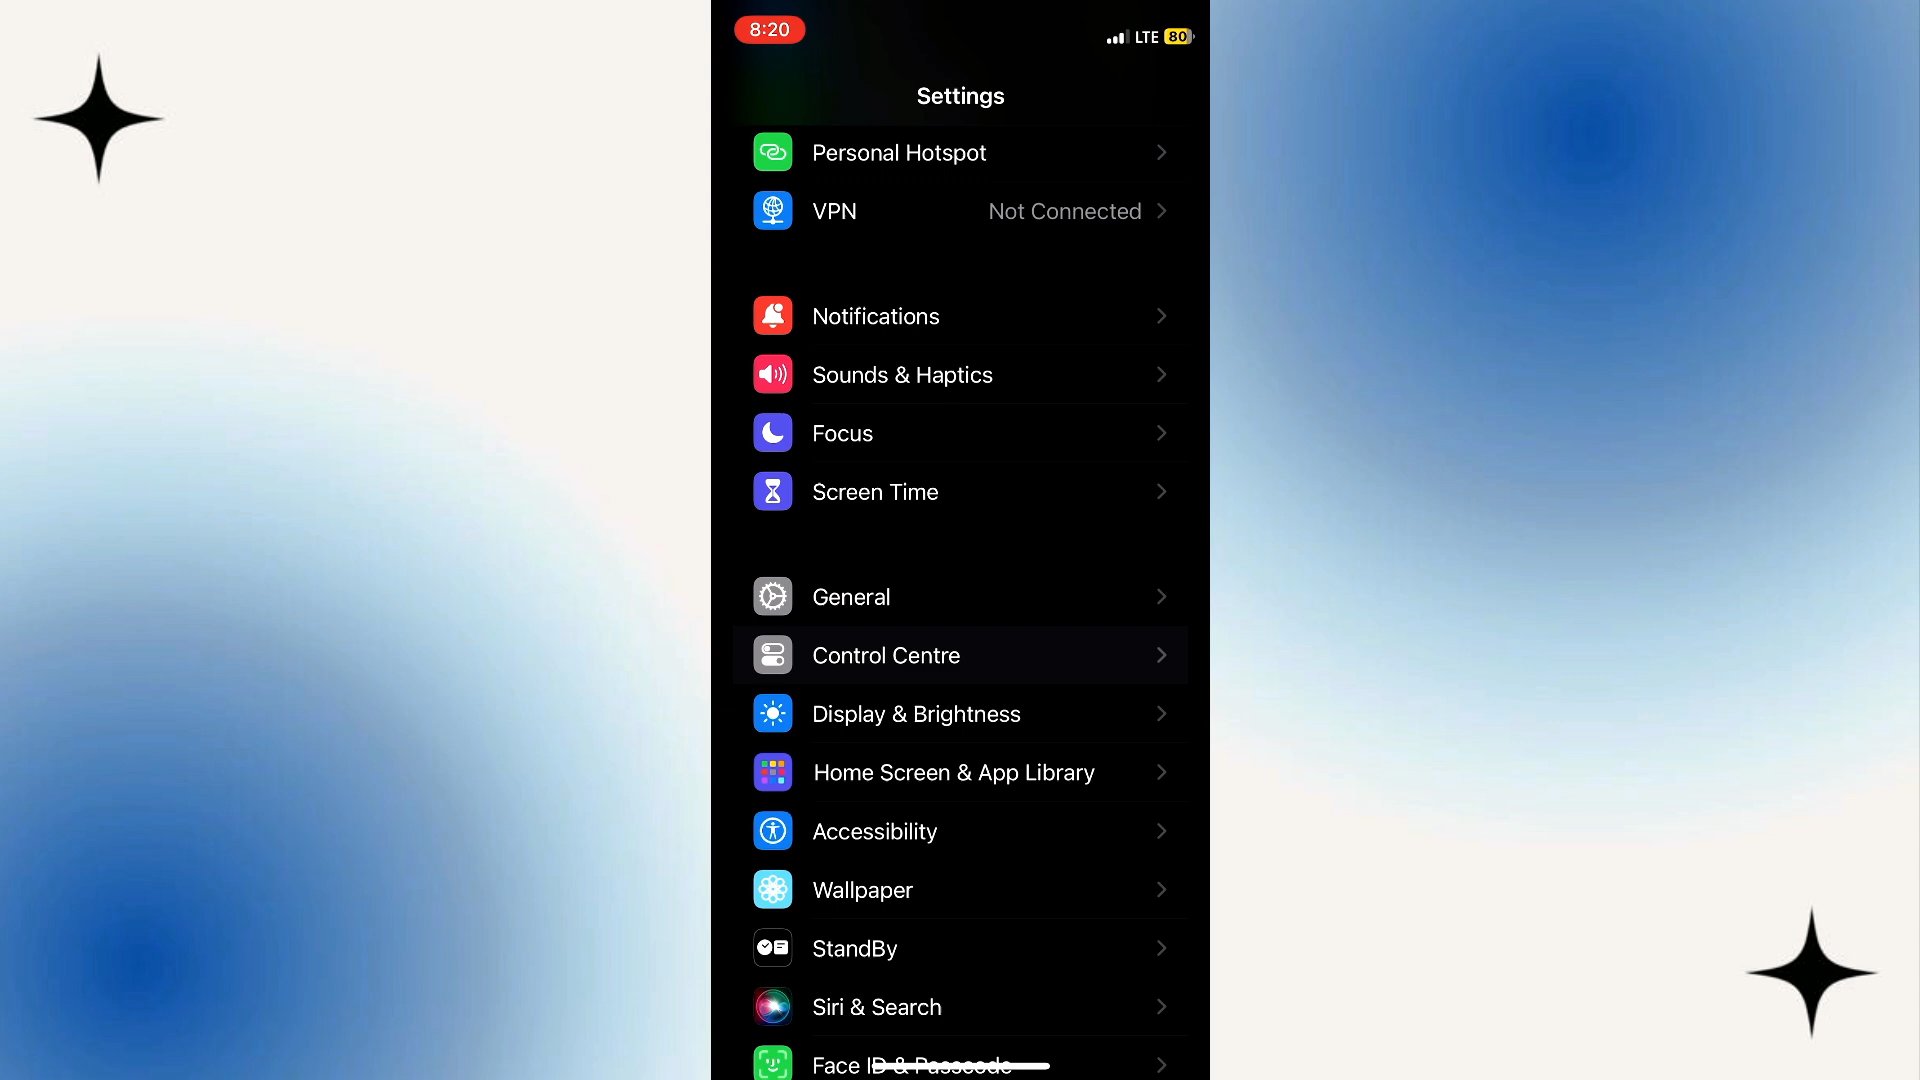 8:20
LTE 80
Settings
Personal Hotspot
VPN Not Connected
Notifications
Sounds & Haptics
Focus
Screen Time
General
Control Centre
Display & Brightness
Home Screen & App Library
Accessibility
Wallpaper
StandBy
Siri & Search
Face ID & Passcode